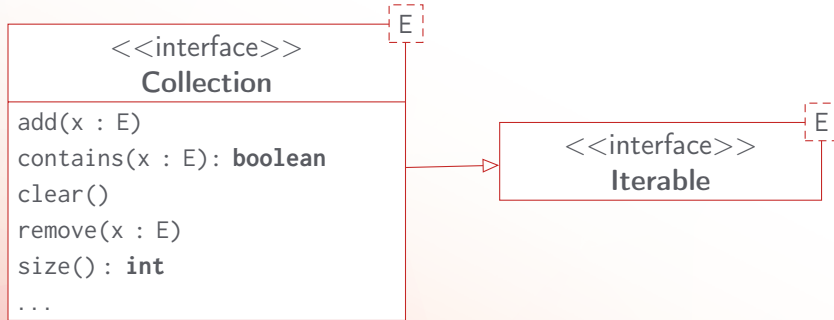 E
<<interface>>
Collection
add(x : E)
contains(x : E): boolean
clear()
remove(x : E)
size() : int
...
E
<<interface>>
Iterable